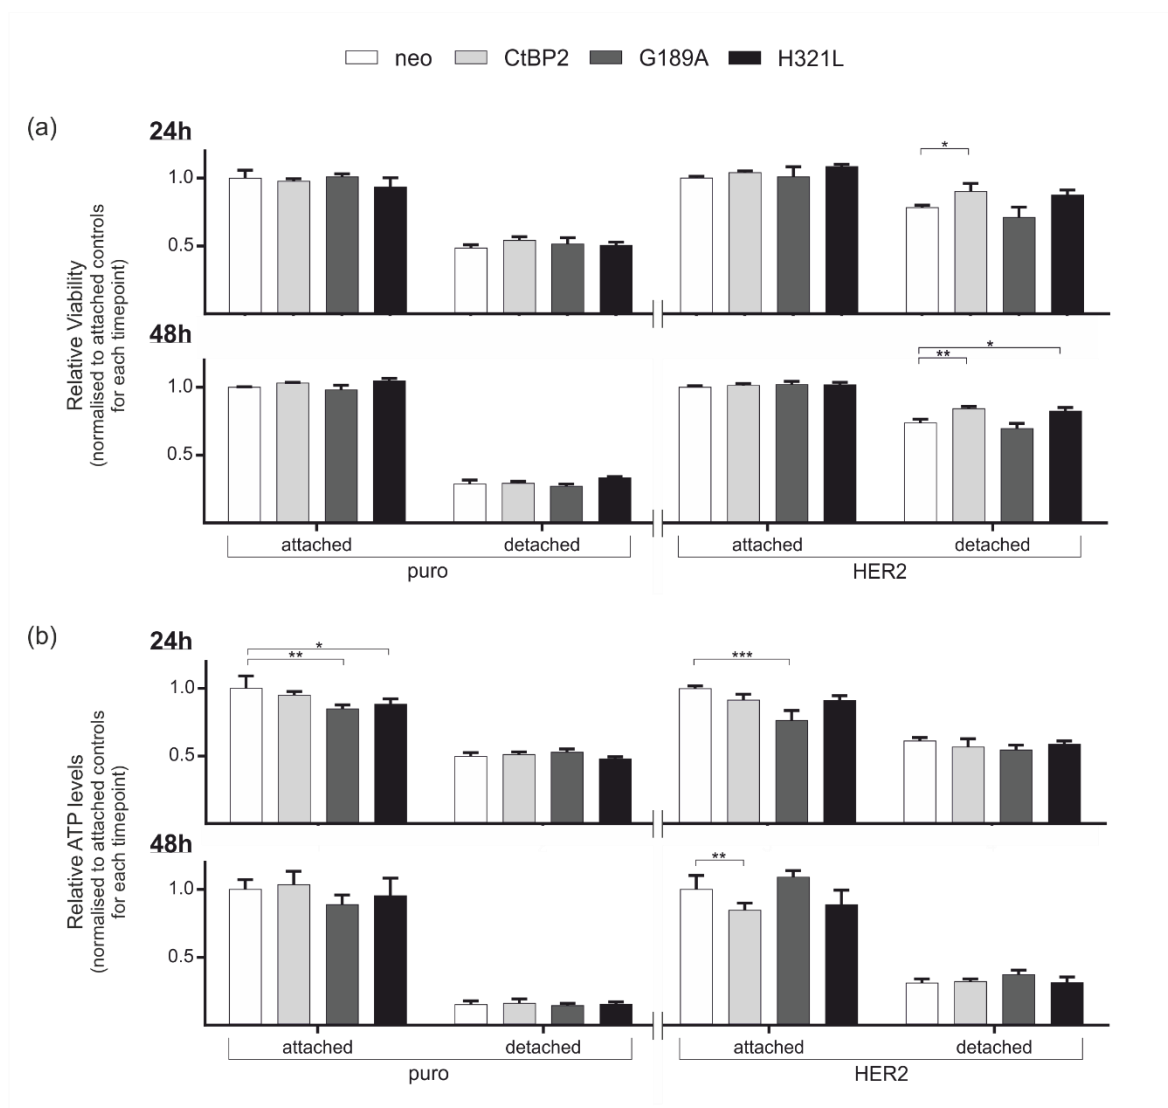 neo CtBP2 G189A H321L
(a)
24h
Relative Viability
(normalised to attached controls
for each timepoint)
1.0
0.5
*
48h
1.0
0.5
**
*
attached detached attached detached
puro HER2
(b)
24h
Relative ATP levels
(normalised to attached controls
for each timepoint)
1.0
0.5
**
*
***
48h
1.0
0.5
**
attached detached attached detached
puro HER2